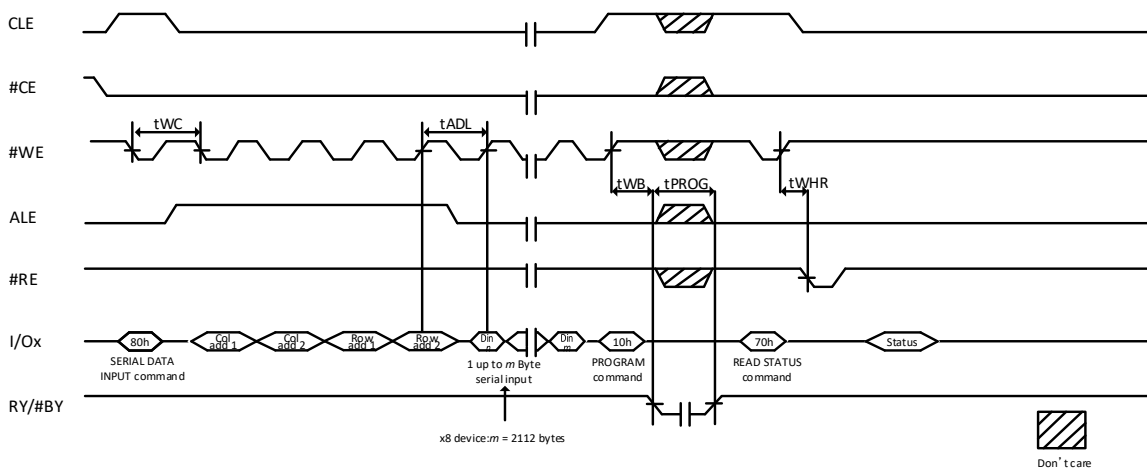 CLE
#CE
tWC
tADL
#WE
tWB
tPROG
tWHR
ALE
#RE
I/Ox
80h
Col
add 1
Col
add 2
Row
add 1
Row
add 2
Din
n
Din
m
10h
70h
Status
SERIAL DATA
INPUT command
1 up to m Byte
serial input
PROGRAM
command
READ STATUS
command
RY/#BY
x8 device:m = 2112 bytes
Don't care